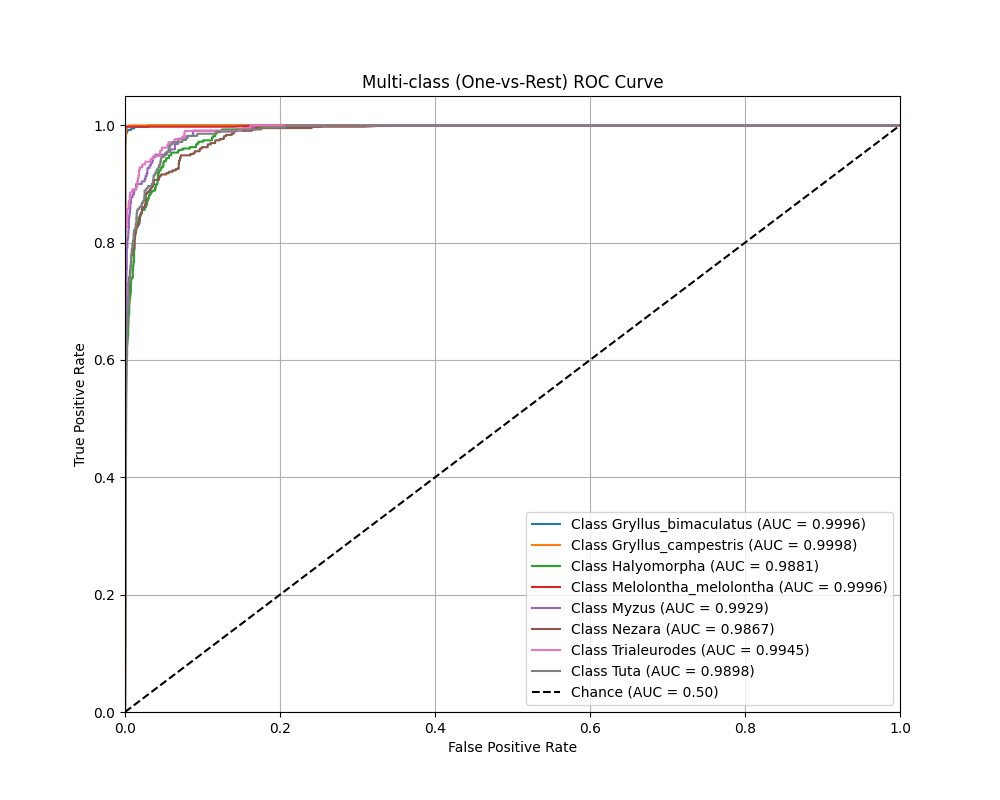 Multi-class (One-vs-Rest) ROC Curve
True Positive Rate
1.0
0.8
0.6
0.4
0.2
0.0
Class Gryllus_bimaculatus (AUC = 0.9996)
Class Gryllus_campestris (AUC = 0.9998)
Class Halyomorpha (AUC = 0.9881)
Class Melolontha_melolontha (AUC = 0.9996)
Class Myzus (AUC = 0.9929)
Class Nezara (AUC = 0.9867)
Class Trialeurodes (AUC = 0.9945)
Class Tuta (AUC = 0.9898)
Chance (AUC = 0.50)
0.0 0.2 0.4 0.6 0.8 1.0
False Positive Rate